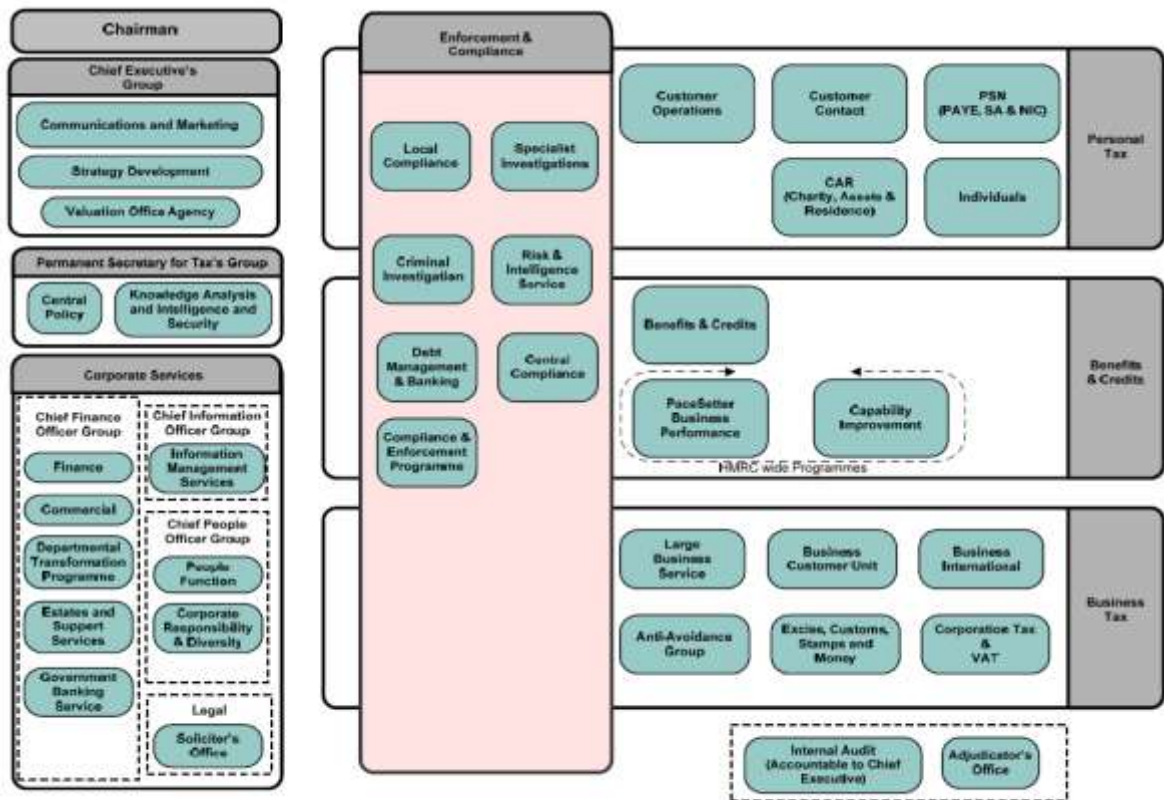 Chairman
Chief Executive's
Group
Communications and Marketing
Strategy Development
Valuation Office Agency
Permanent Secretary for Tax's Group
Central
Policy
Knowledge Analysis
and Intelligence and
Security
Corporate Services
Chief Finance
Officer Group
Finance
Commercial
Departmental
Transformation
Programme
Estates and
Support
Services
Government
Banking
Service
Chief Information
Officer Group
Information
Management
Services
Chief People
Officer Group
People
Function
Corporate
Responsibility
& Diversity
Legal
Solicitor's
Office
Enforcement &
Compliance
Local
Compliance
Specialist
Investigations
Criminal
Investigation
Risk &
Intelligence
Service
Debt
Management
& Banking
Central
Compliance
Compliance &
Enforcement
Programme
Customer
Operations
Customer
Contact
PSN
(PAYE, SA & NIC)
CAR
(Charity, Assets &
Residence)
Individuals
Personal
Tax
Benefits & Credits
PaceSetter
Business
Performance
Capability
Improvement
HMRC wide Programmes
Benefits
& Credits
Large
Business
Service
Business
Customer Unit
Business
International
Anti-Avoidance
Group
Excise, Customs,
Stamps and
Money
Corporation Tax
&
VAT
Business
Tax
Internal Audit
(Accountable to Chief
Executive)
Adjudicator's
Office